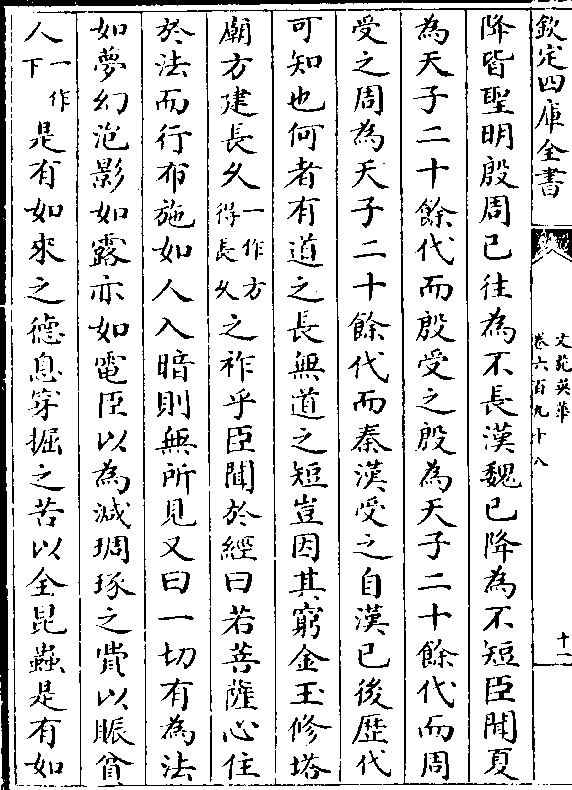 欽定四庫全書
文苑英華
卷六百九十八
十一
降皆聖明殷周已往為不長漢魏已降為不短臣聞夏
為天子二十餘代而殷受之殷為天子二十餘代而周
受之周為天子二十餘代而秦漢受之自漢已後歷代
可知也何者有道之長無道之短豈因其窮金玉修塔
廟方建長久一作方得長久之祚乎臣聞於經曰若菩薩心住
於法而行布施如人入暗則無所見又曰一切有為法
如夢幻泡影如露亦如電臣以為減琱琢之費以賑貧
人一作下是有如來之德息穿掘之苦以全昆蟲是有如